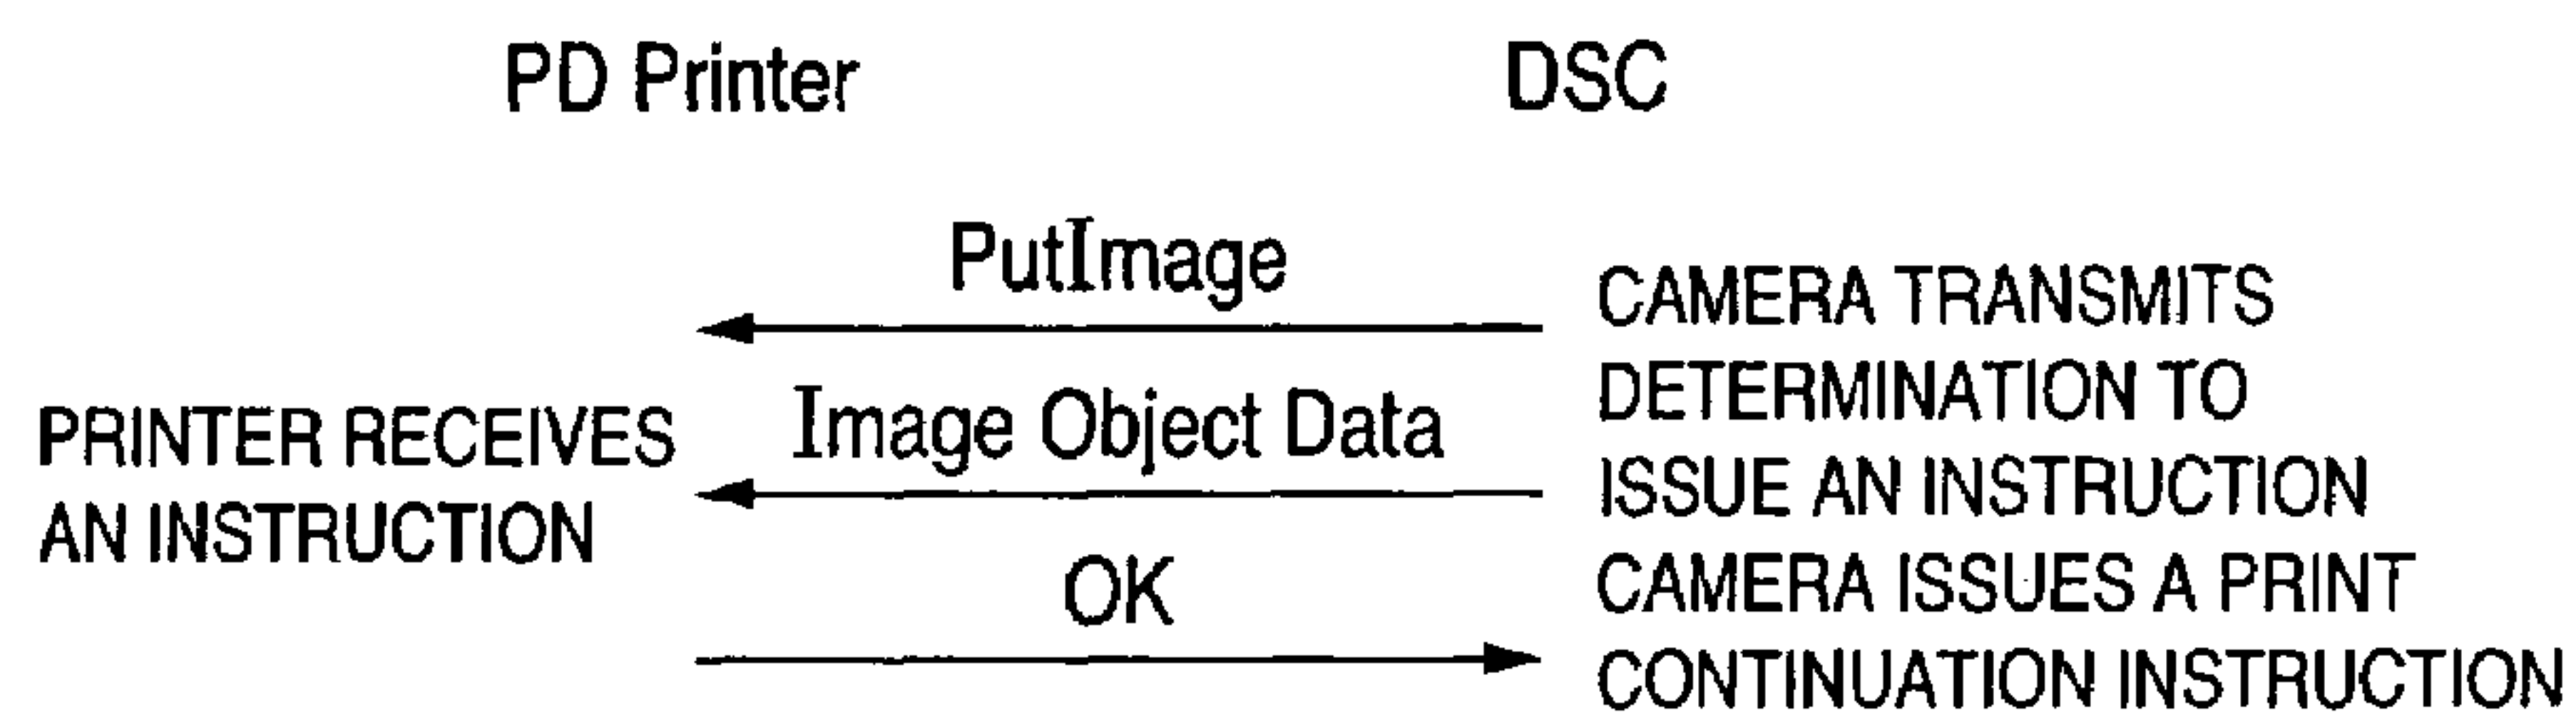 PD Printer
DSC
PutImage
Image Object Data
OK
PRINTER RECEIVES
AN INSTRUCTION
CAMERA TRANSMITS
DETERMINATION TO
ISSUE AN INSTRUCTION
CAMERA ISSUES A PRINT
CONTINUATION INSTRUCTION